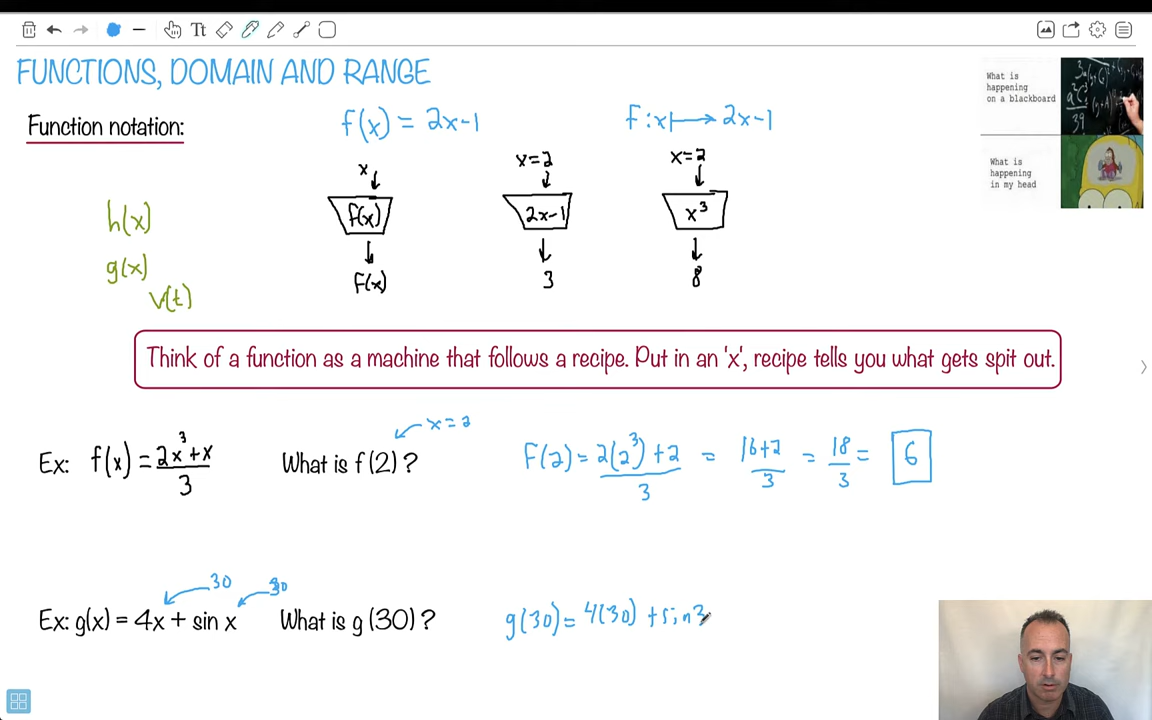 Tt
FUNCTIONS, DOMAIN AND RANGE
What is
happening
on a blackboard
What is
happening
in my head
Function notation:
f(x) = 2x-1
f:x↦2x-1
x
f(x)
f(x)
x=2
2x-1
3
x=2
x³
8
h(x)
g(x)
v(t)
Think of a function as a machine that follows a recipe. Put in an 'x', recipe tells you what gets spit out.
x=2
Ex: f(x) = 2x³+x / 3 What is f (2) ? F(2) = 2(2³)+2 / 3 = 16+2 / 3 = 18 / 3 = 6
30 30
Ex: g(x) = 4x + sin x What is g (30) ? g(30) = 4(30) + sin3